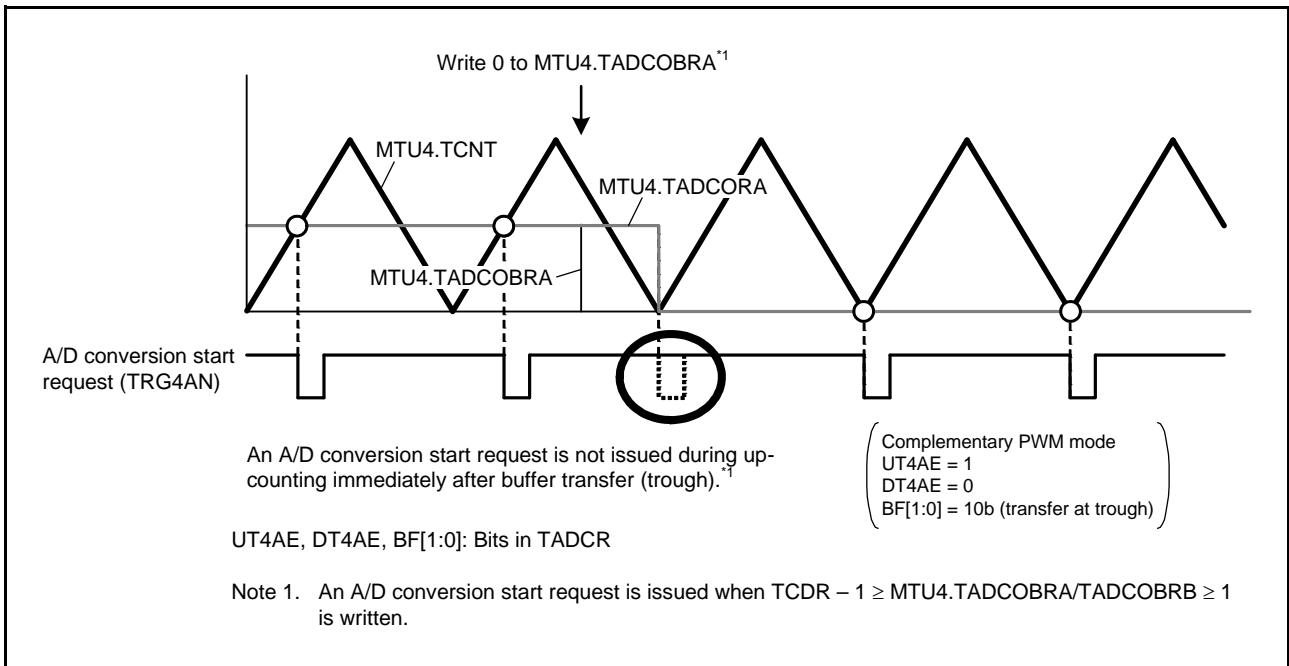 Write 0 to MTU4.TADCOBRA*1
MTU4.TCNT
MTU4.TADCORA
MTU4.TADCOBRA
A/D conversion start
request (TRG4AN)
An A/D conversion start request is not issued during up-
counting immediately after buffer transfer (trough).*1
Complementary PWM mode
UT4AE = 1
DT4AE = 0
BF[1:0] = 10b (transfer at trough)
UT4AE, DT4AE, BF[1:0]: Bits in TADCR
Note 1. An A/D conversion start request is issued when TCDR – 1 ≥ MTU4.TADCOBRA/TADCOBRB ≥ 1
is written.